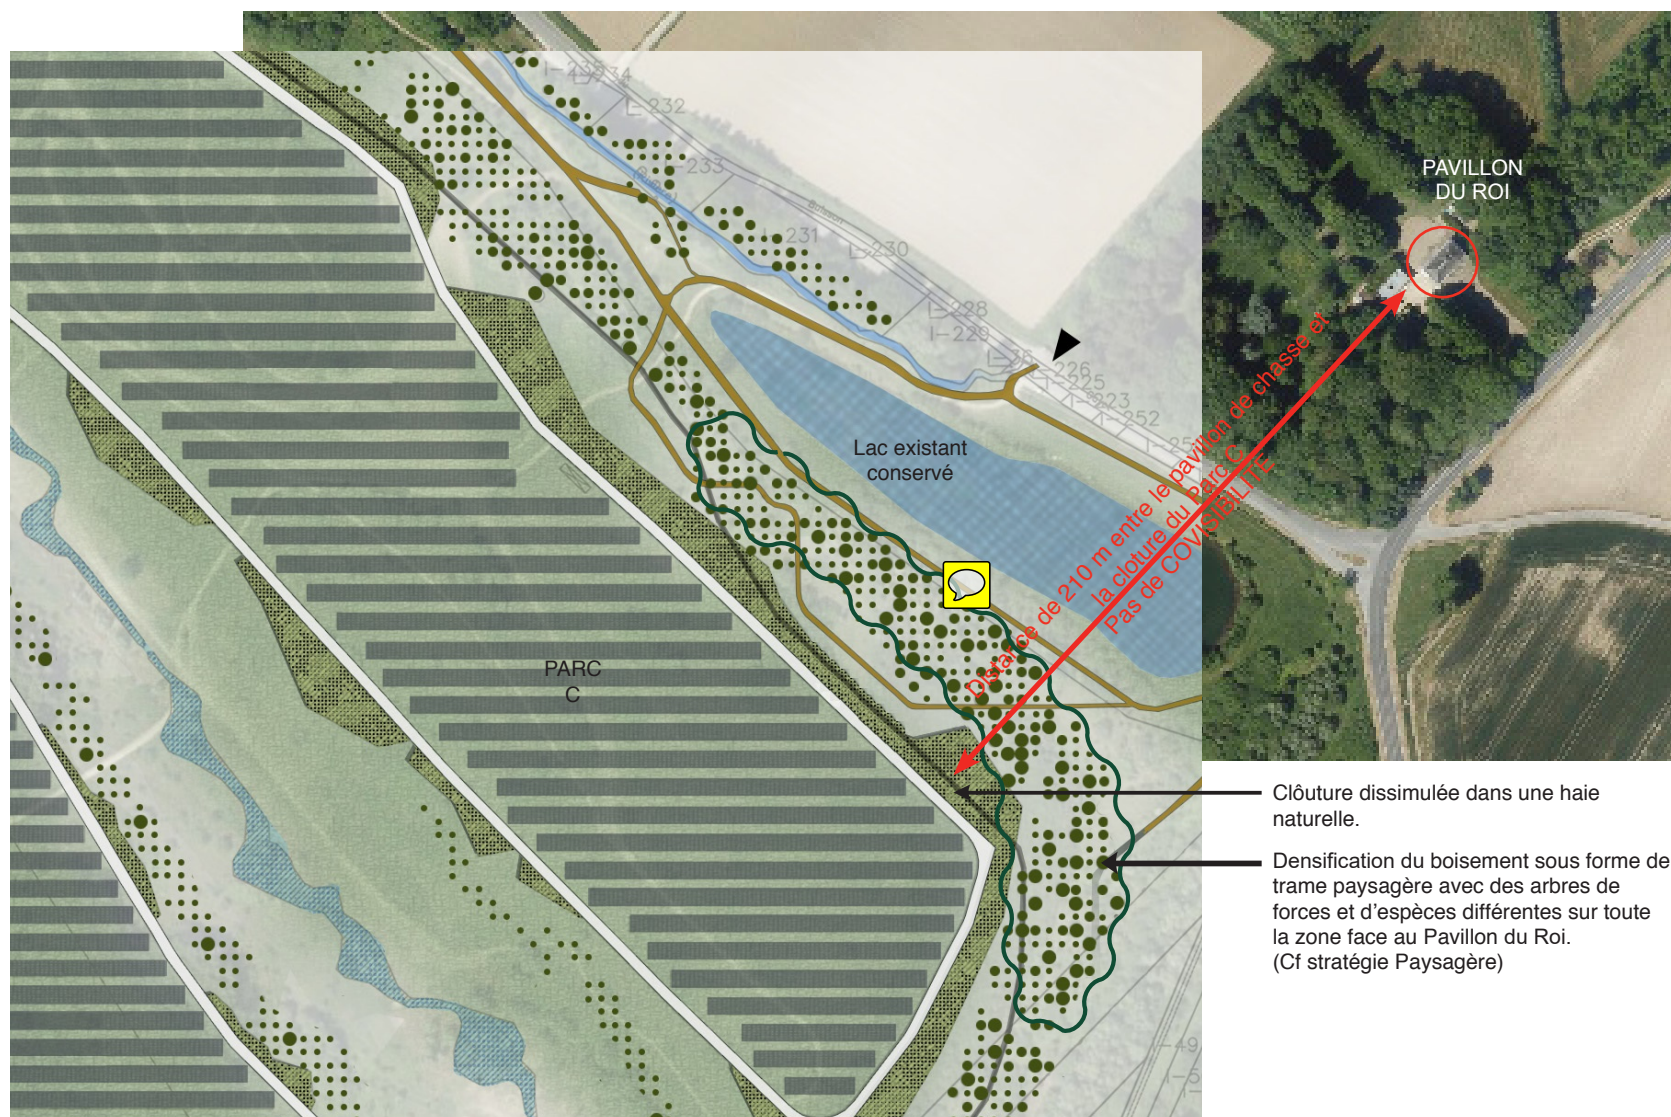 PAVILLON
DU ROI
I-234
I-232
I-233
I-231
I-230
Buisson
I-228
I-229
I-226
I-225
I-223
I-252
Lac existant
conservé
Distance de 210 m entre le pavillon de chasse et
la cloture du Parc C
Pas de COVISIBILITE
PARC
C
Clôuture dissimulée dans une haie
naturelle.
Densification du boisement sous forme de
trame paysagère avec des arbres de
forces et d'espèces différentes sur toute
la zone face au Pavillon du Roi.
(Cf stratégie Paysagère)